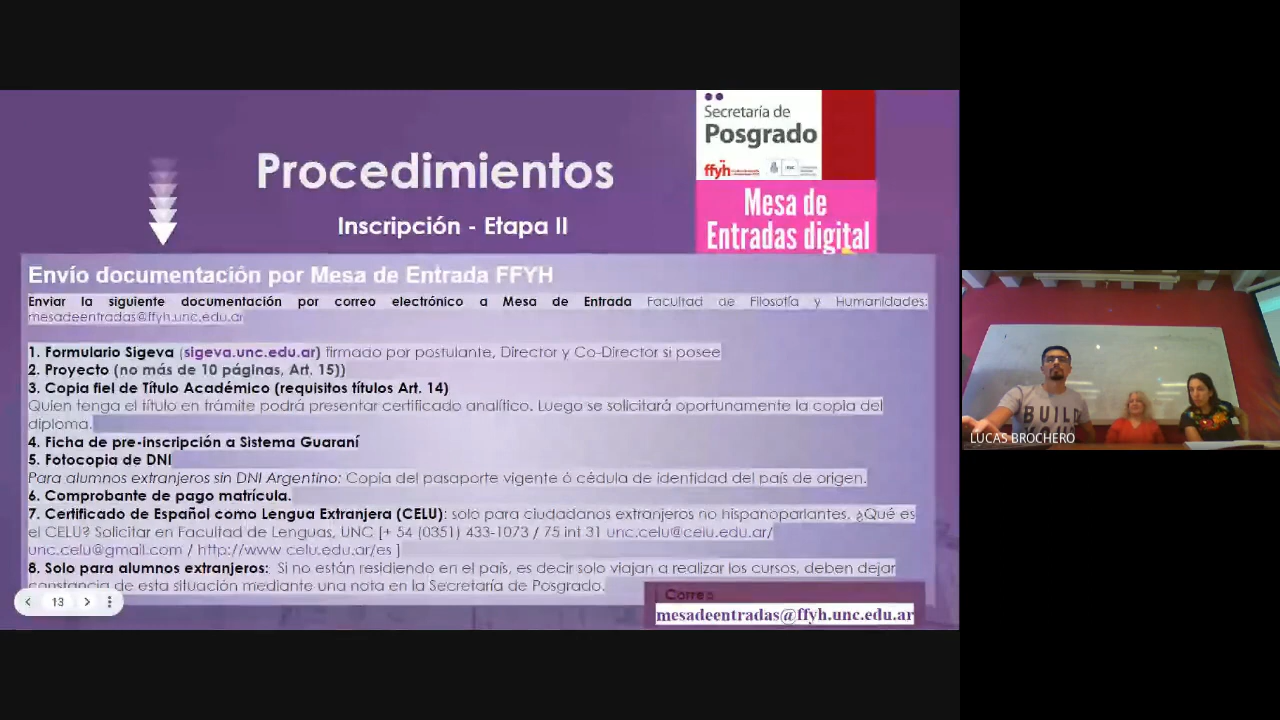 Secretaría de
Posgrado
ffyh
Mesa de
Entradas digital
Procedimientos
Inscripción - Etapa II
Envío documentación por Mesa de Entrada FFYH
Enviar la siguiente documentación por correo electrónico a Mesa de Entrada Facultad de Filosofía y Humanidades:
mesadeentradas@ffyh.unc.edu.ar
1. Formulario Sigeva (sigeva.unc.edu.ar) firmado por postulante, Director y Co-Director si posee
2. Proyecto (no más de 10 páginas, Art. 15))
3. Copia fiel de Título Académico (requisitos títulos Art. 14)
Quien tenga el título en trámite podrá presentar certificado analítico. Luego se solicitará oportunamente la copia del
diploma.
4. Ficha de pre-inscripción a Sistema Guaraní
5. Fotocopia de DNI
Para alumnos extranjeros sin DNI Argentino: Copia del pasaporte vigente ó cédula de identidad del país de origen.
6. Comprobante de pago matrícula.
7. Certificado de Español como Lengua Extranjera (CELU): solo para ciudadanos extranjeros no hispanoparlantes. ¿Qué es
el CELU? Solicitar en Facultad de Lenguas, UNC [+ 54 (0351) 433-1073 / 75 int 31 unc.celu@celu.edu.ar/
unc.celu@gmail.com / http://www celu.edu.ar/es ]
8. Solo para alumnos extranjeros: Si no están residiendo en el país, es decir solo viajan a realizar los cursos, deben dejar
constancia de esta situación mediante una nota en la Secretaría de Posgrado.
13
Correo
mesadeentradas@ffyh.unc.edu.ar
BUILD
LUCAS BROCHERO